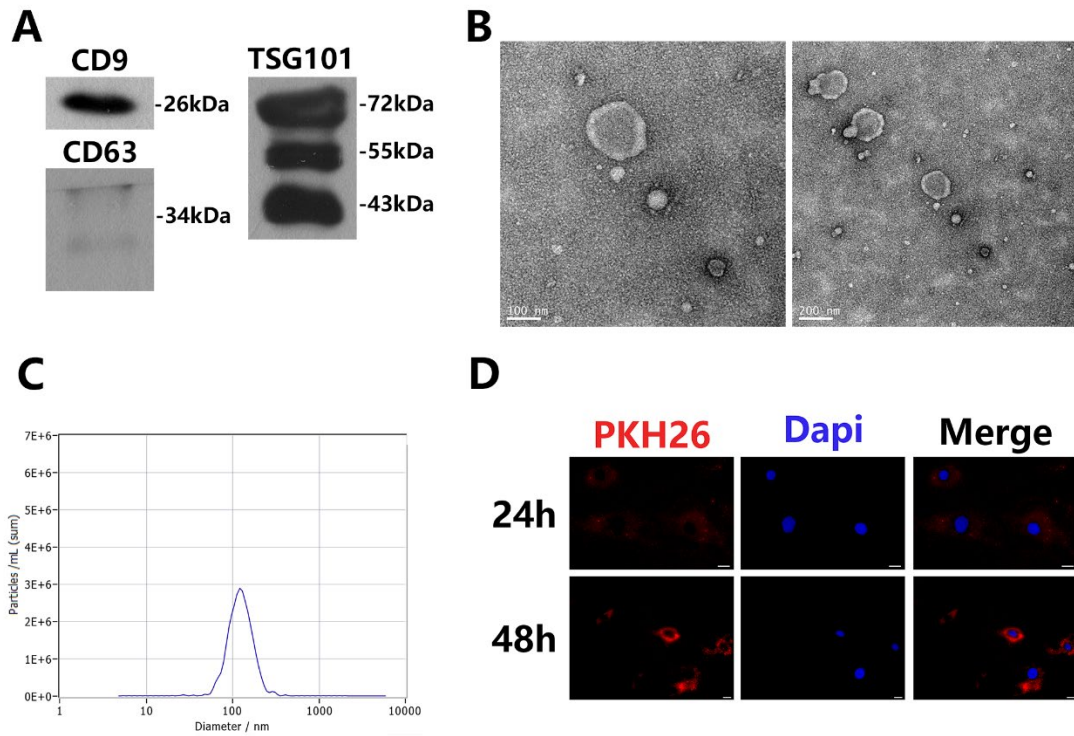 A
CD9
-26kDa
CD63
-34kDa
TSG101
-72kDa
-55kDa
-43kDa
B
100 nm
200 nm
C
Particles /mL (sum)
7E+6
6E+6
5E+6
4E+6
3E+6
2E+6
1E+6
0E+0
1
10
100
1000
10000
Diameter / nm
D
PKH26
Dapi
Merge
24h
48h